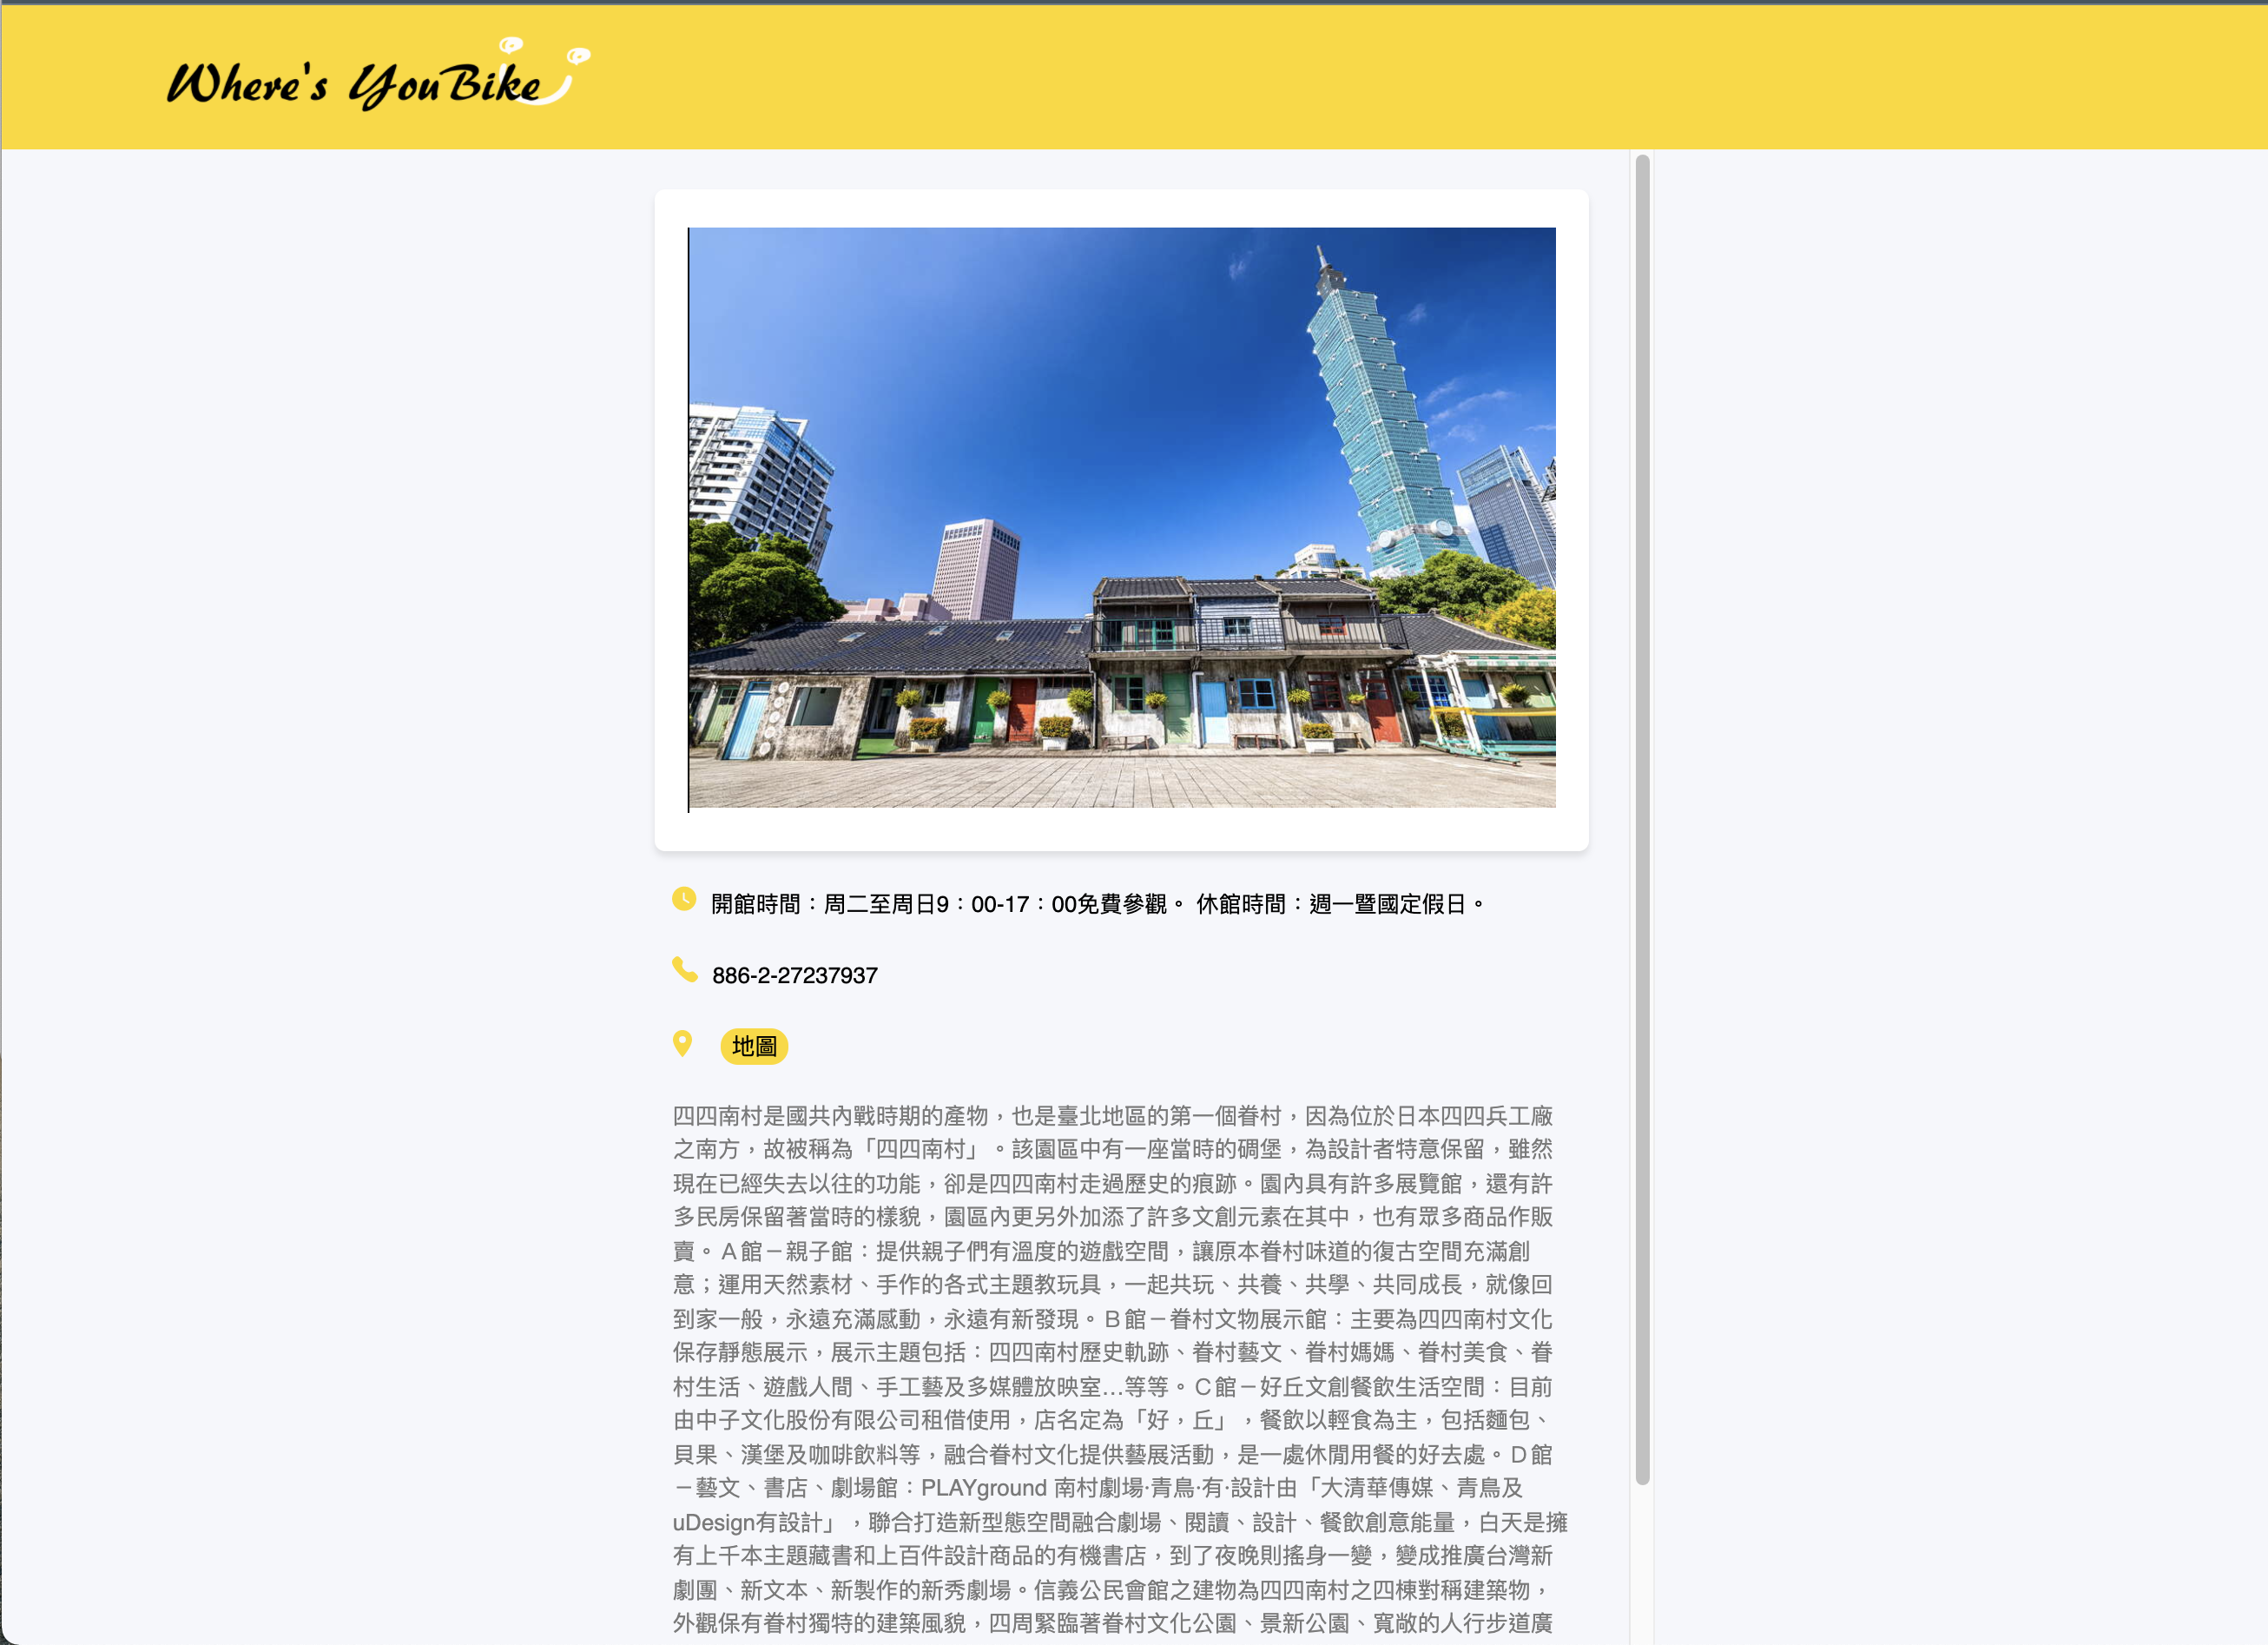 Where's YouBike
開館時間：周二至周日9：00-17：00免費參觀。 休館時間：週一暨國定假日。
886-2-27237937
地圖
四四南村是國共內戰時期的產物，也是臺北地區的第一個眷村，因為位於日本四四兵工廠
之南方，故被稱為「四四南村」。該園區中有一座當時的碉堡，為設計者特意保留，雖然
現在已經失去以往的功能，卻是四四南村走過歷史的痕跡。園內具有許多展覽館，還有許
多民房保留著當時的樣貌，園區內更另外加添了許多文創元素在其中，也有眾多商品作販
賣。Ａ館－親子館：提供親子們有溫度的遊戲空間，讓原本眷村味道的復古空間充滿創
意；運用天然素材、手作的各式主題教玩具，一起共玩、共養、共學、共同成長，就像回
到家一般，永遠充滿感動，永遠有新發現。Ｂ館－眷村文物展示館：主要為四四南村文化
保存靜態展示，展示主題包括：四四南村歷史軌跡、眷村藝文、眷村媽媽、眷村美食、眷
村生活、遊戲人間、手工藝及多媒體放映室...等等。Ｃ館－好丘文創餐飲生活空間：目前
由中子文化股份有限公司租借使用，店名定為「好，丘」，餐飲以輕食為主，包括麵包、
貝果、漢堡及咖啡飲料等，融合眷村文化提供藝展活動，是一處休閒用餐的好去處。Ｄ館
－藝文、書店、劇場館：PLAYground 南村劇場·青鳥·有·設計由「大清華傳媒、青鳥及
uDesign有設計」，聯合打造新型態空間融合劇場、閱讀、設計、餐飲創意能量，白天是擁
有上千本主題藏書和上百件設計商品的有機書店，到了夜晚則搖身一變，變成推廣台灣新
劇團、新文本、新製作的新秀劇場。信義公民會館之建物為四四南村之四棟對稱建築物，
外觀保有眷村獨特的建築風貌，四周緊臨著眷村文化公園、景新公園、寬敞的人行步道廣